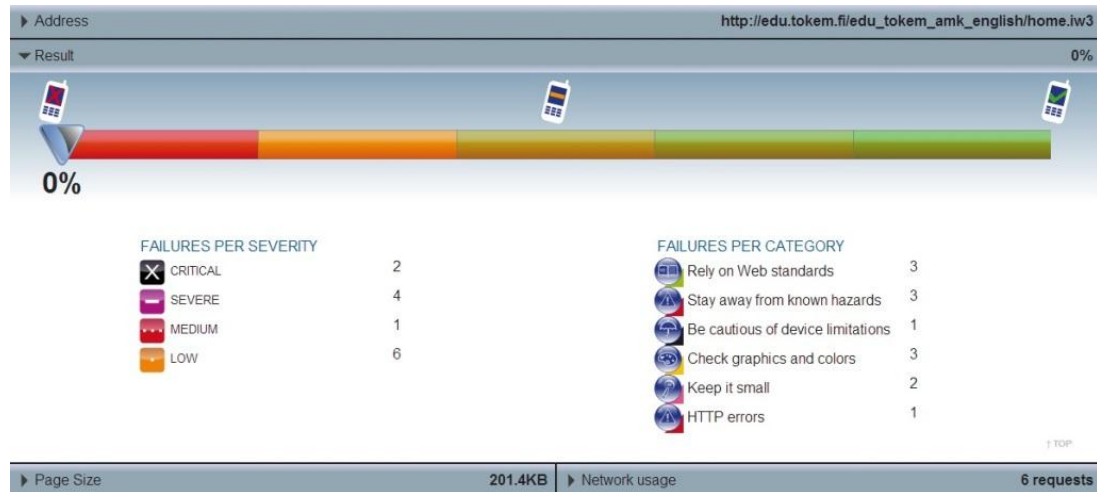 Address http://edu.tokem.fi/edu_tokem_amk_english/home.iw3
Result 0%
0%
FAILURES PER SEVERITY
CRITICAL 2
SEVERE 4
MEDIUM 1
LOW 6
FAILURES PER CATEGORY
Rely on Web standards 3
Stay away from known hazards 3
Be cautious of device limitations 1
Check graphics and colors 3
Keep it small 2
HTTP errors 1
↑ TOP
Page Size 201.4KB
Network usage 6 requests